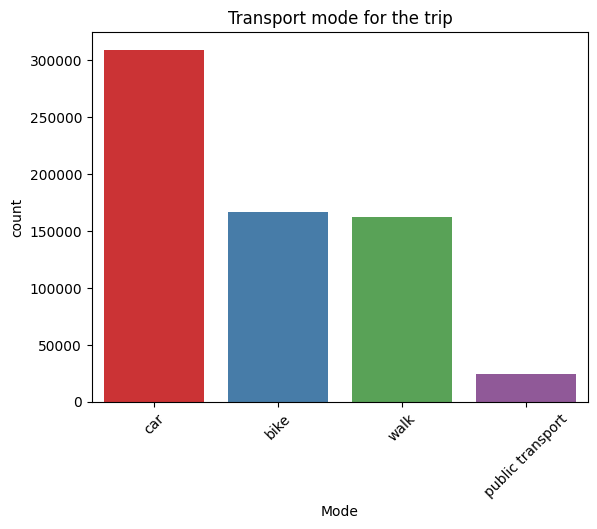 Transport mode for the trip
count
300000
250000
200000
150000
100000
50000
0
car
bike
walk
public transport
Mode